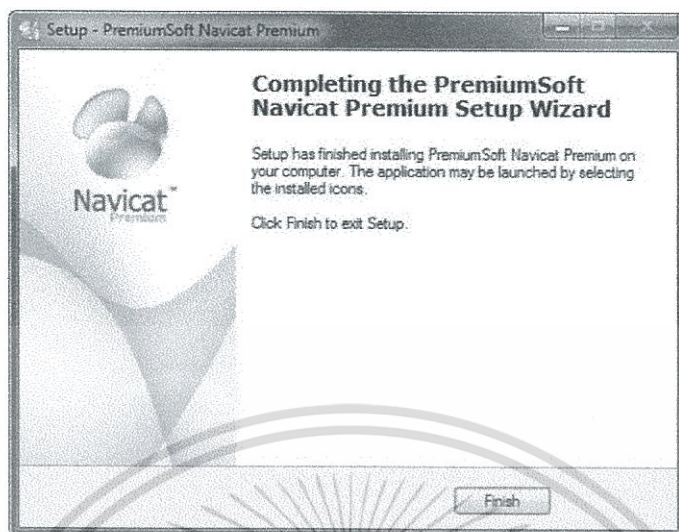 Setup - PremiumSoft Navicat Premium
Completing the PremiumSoft
Navicat Premium Setup Wizard
Setup has finished installing PremiumSoft Navicat Premium on
your computer. The application may be launched by selecting
the installed icons.
Click Finish to exit Setup.
Navicat™
Premium
Finish